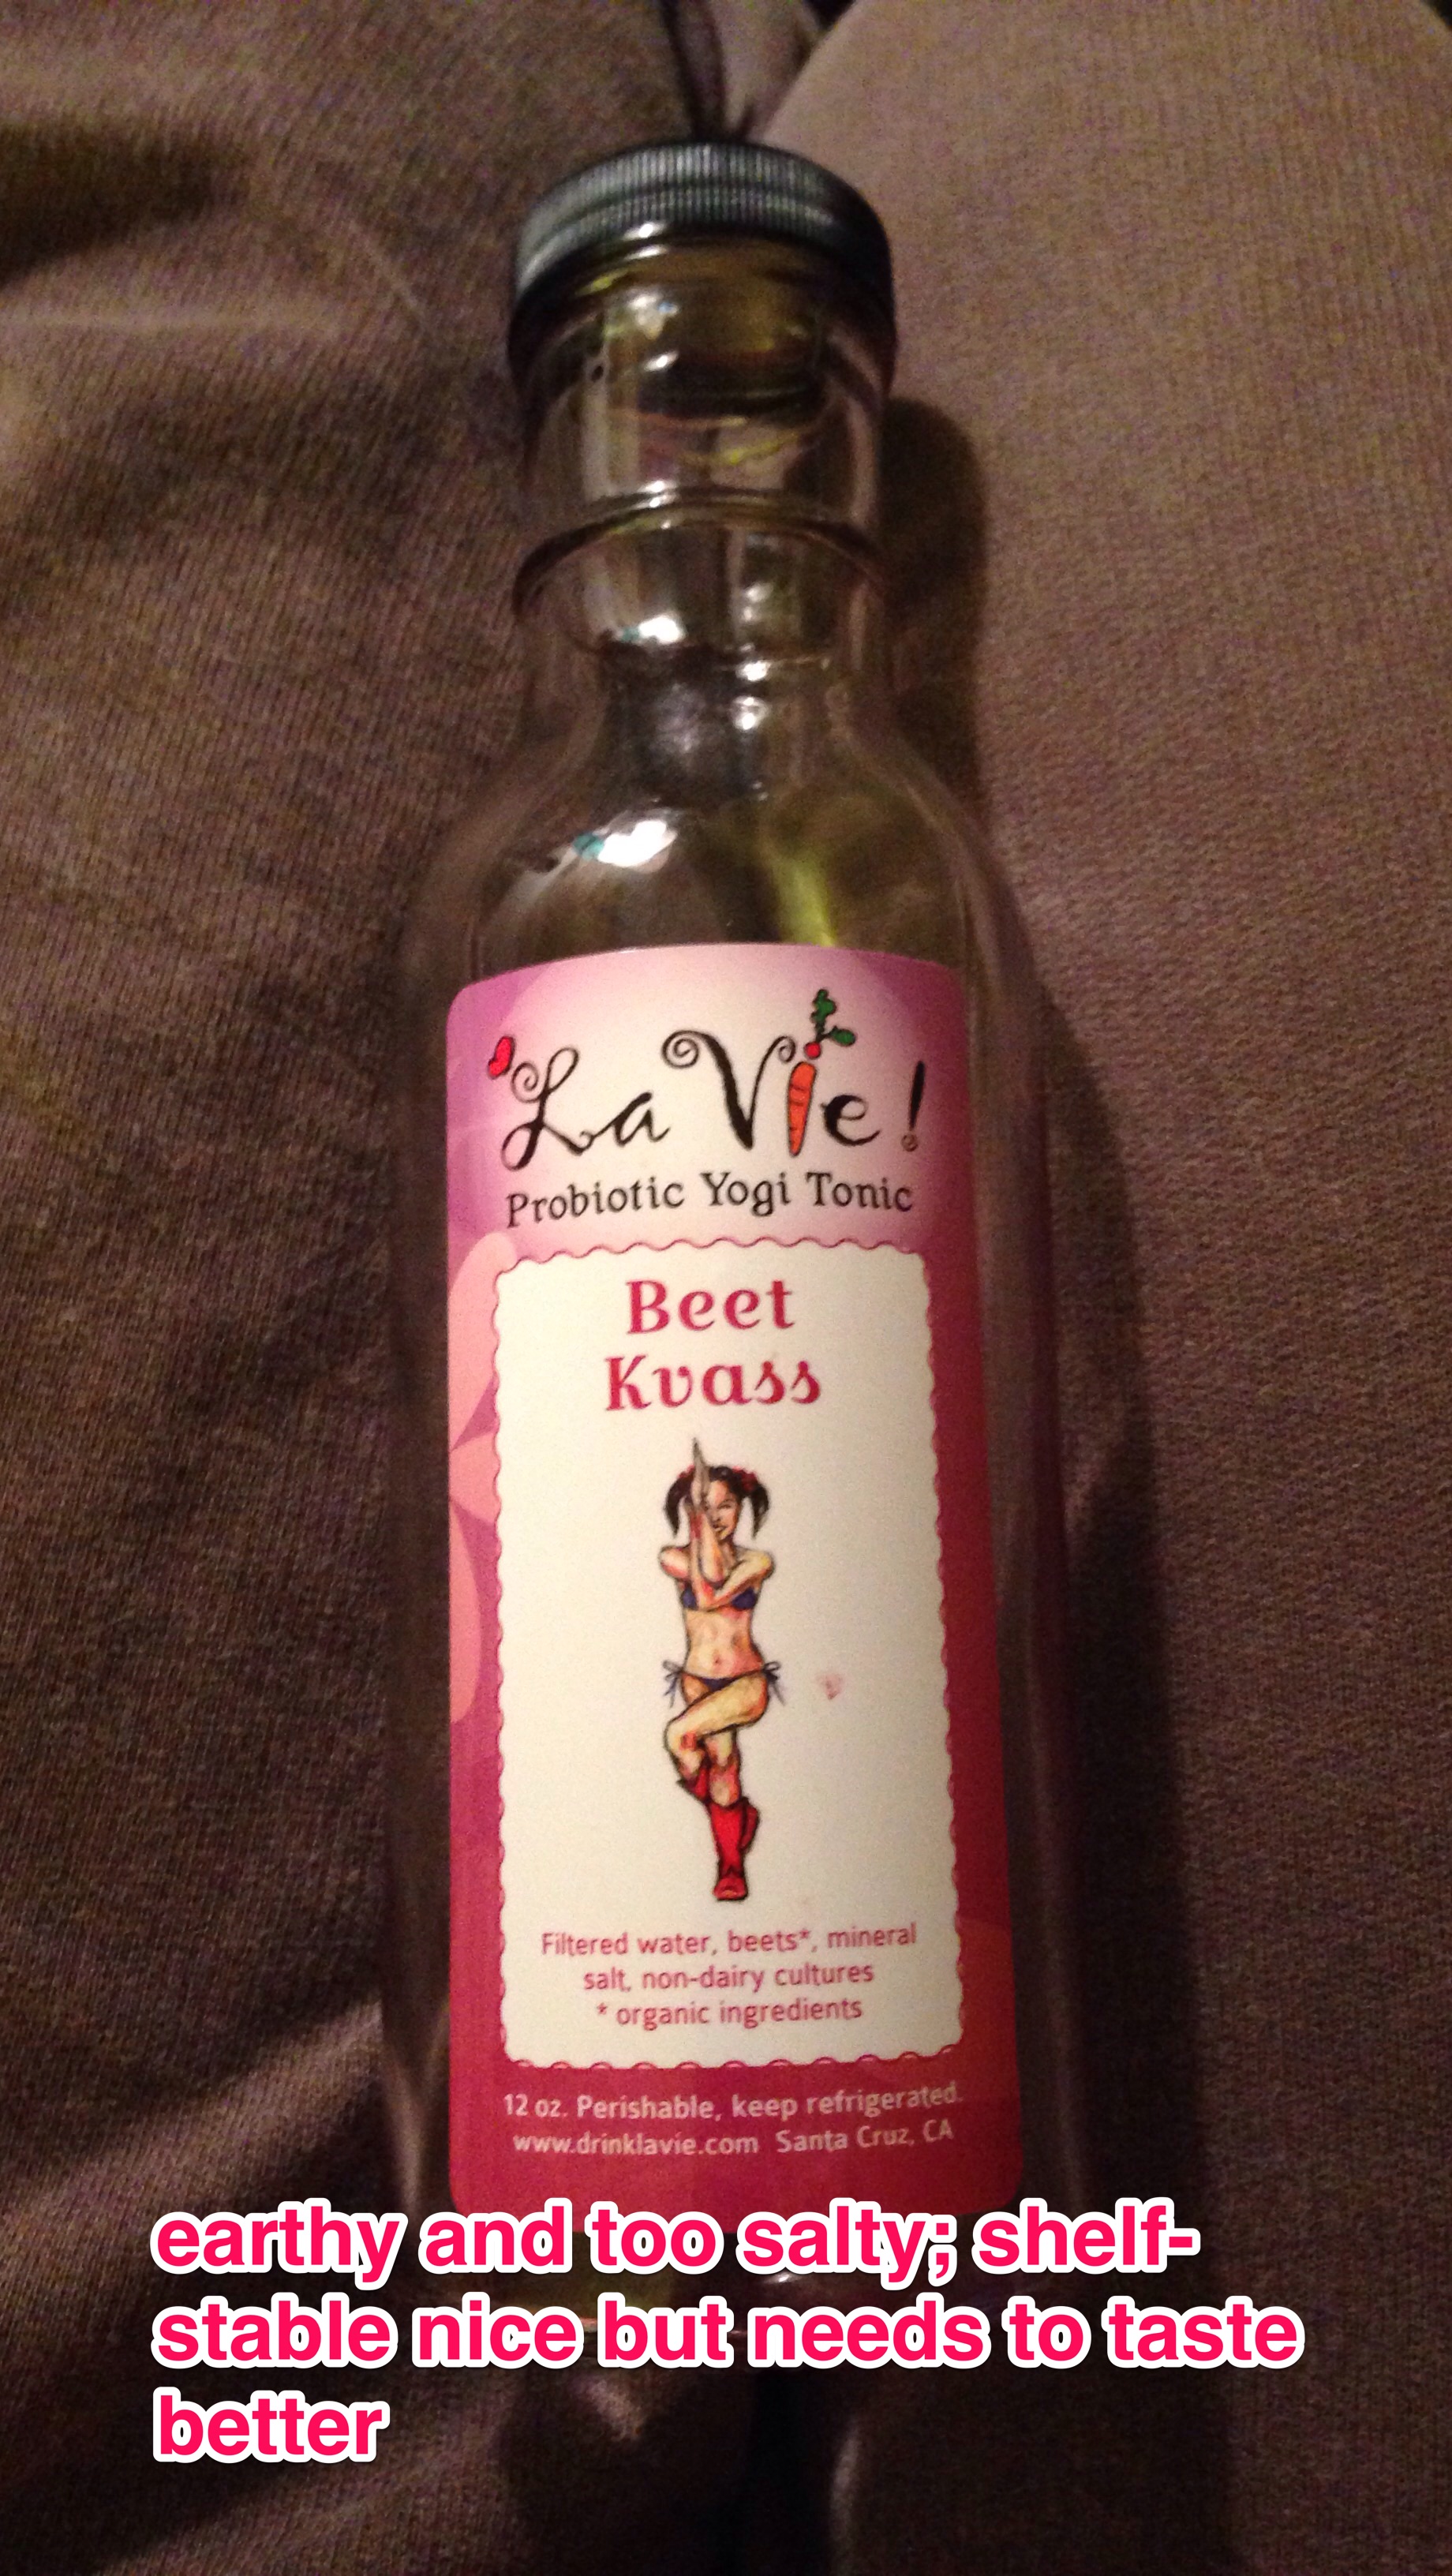 La Vie!
Probiotic Yogi Tonic
Beet
Kvass
Filtered water, beets*, mineral
salt, non-dairy cultures
* organic ingredients
12 oz. Perishable, keep refrigerated.
www.drinklavie.com Santa Cruz, CA
earthy and too salty; shelf-
stable nice but needs to taste
better